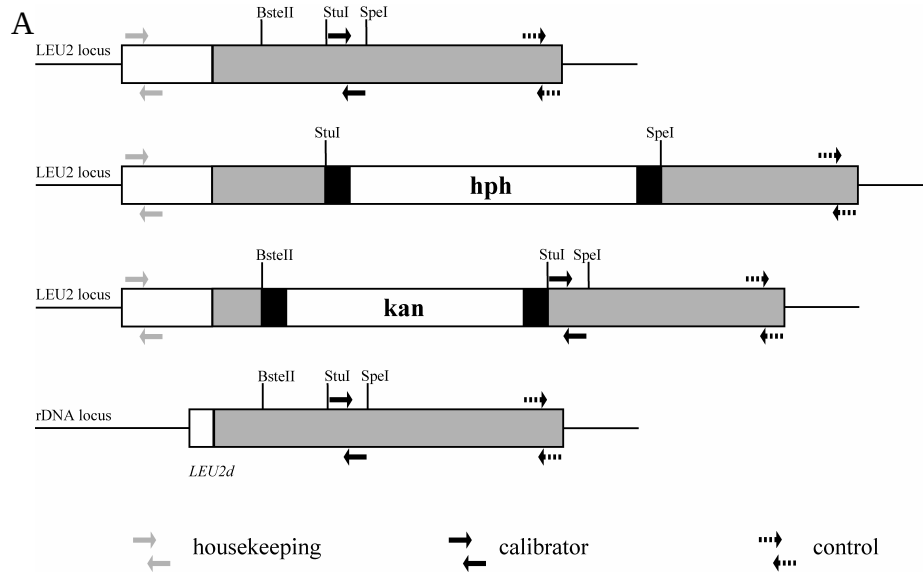 A
BsteII StuI SpeI
LEU2 locus
StuI SpeI
LEU2 locus
hph
BsteII StuI SpeI
LEU2 locus
kan
BsteII StuI SpeI
rDNA locus
LEU2d
housekeeping calibrator control